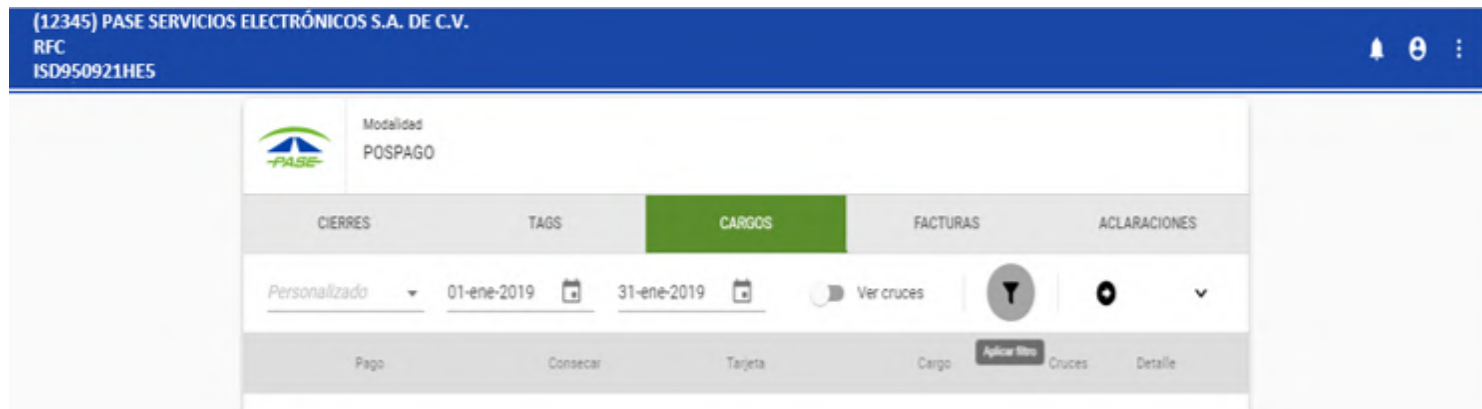 (12345) PASE SERVICIOS ELECTRÓNICOS S.A. DE C.V.
RFC
ISD950921HE5
Modalidad
POSPAGO
PASE
CIERRES TAGS CARGOS FACTURAS ACLARACIONES
Personalizado 01-ene-2019 31-ene-2019 Ver cruces
Aplicar filtro
Pago Consecar Tarjeta Cargo Cruces Detalle